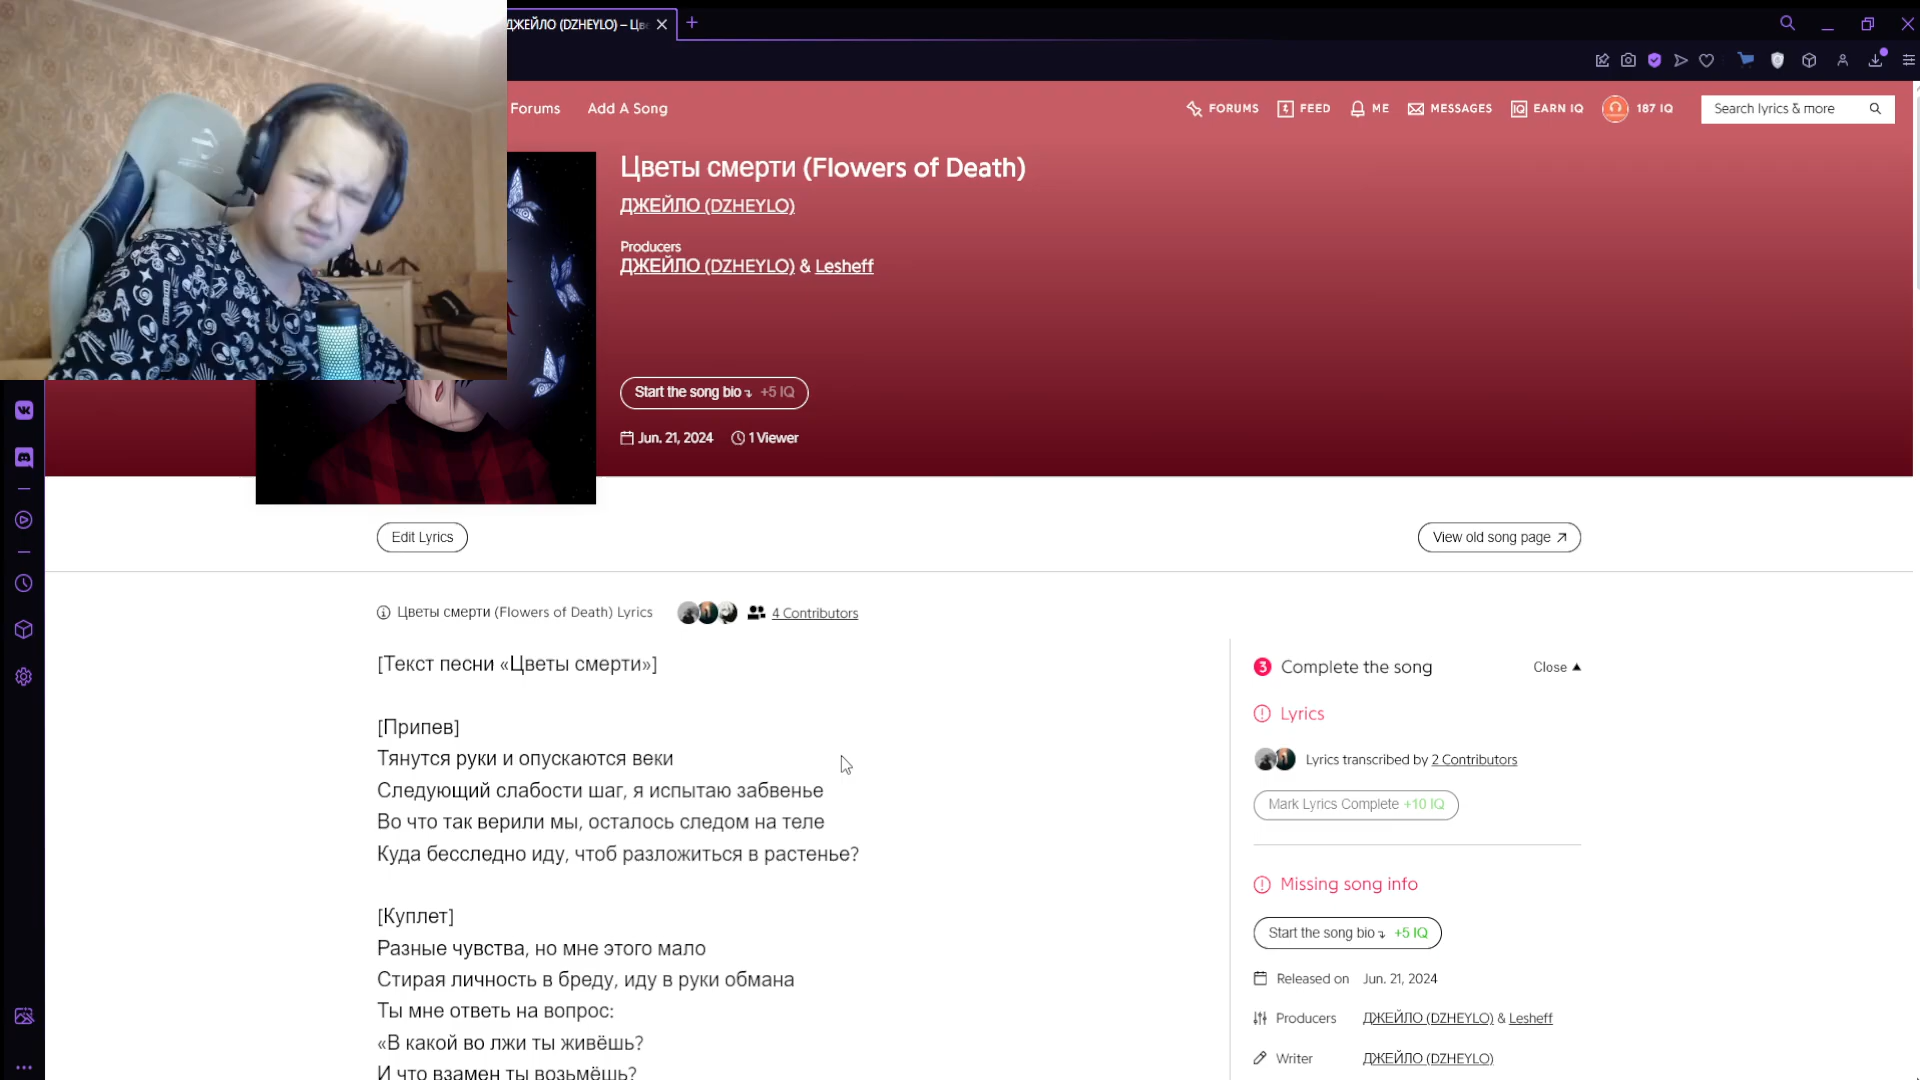 ДЖЕЙЛО (DZHEYLO) – Цв
Forums
Add A Song
FORUMS
FEED
ME
MESSAGES
EARN IQ
187 IQ
Search lyrics & more
Цветы смерти (Flowers of Death)
ДЖЕЙЛО (DZHEYLO)
Producers
ДЖЕЙЛО (DZHEYLO) & Lesheff
Start the song bio +5 IQ
Jun. 21, 2024
1 Viewer
Edit Lyrics
View old song page
Цветы смерти (Flowers of Death) Lyrics
4 Contributors
[Текст песни «Цветы смерти»]
[Припев]
Тянутся руки и опускаются веки
Следующий слабости шаг, я испытаю забвенье
Во что так верили мы, осталось следом на теле
Куда бесследно иду, чтоб разложиться в растенье?
[Куплет]
Разные чувства, но мне этого мало
Стирая личность в бреду, иду в руки обмана
Ты мне ответь на вопрос:
«В какой во лжи ты живёшь?
И что взамен ты возьмёшь?
3 Complete the song
Close
Lyrics
Lyrics transcribed by 2 Contributors
Mark Lyrics Complete +10 IQ
Missing song info
Start the song bio +5 IQ
Released on Jun. 21, 2024
Producers ДЖЕЙЛО (DZHEYLO) & Lesheff
Writer ДЖЕЙЛО (DZHEYLO)